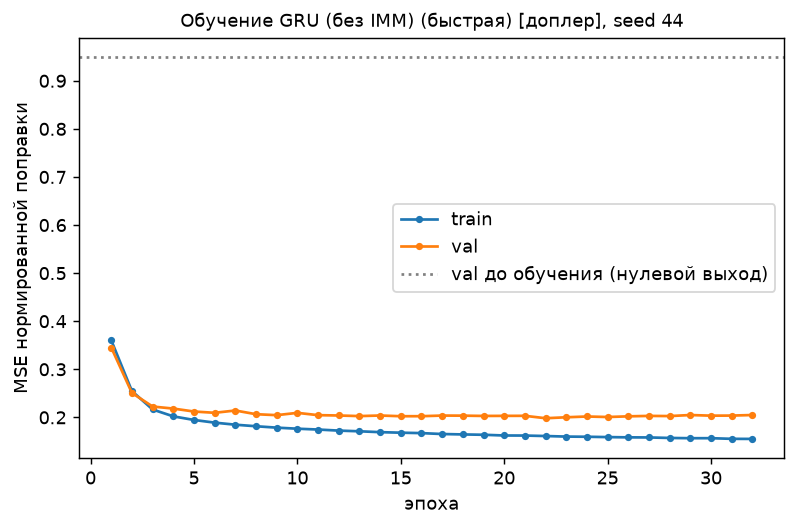 Обучение GRU (без IMM) (быстрая) [доплер], seed 44
MSE нормированной поправки
0.9
0.8
0.7
0.6
0.5
0.4
0.3
0.2
train
val
val до обучения (нулевой выход)
0 5 10 15 20 25 30
эпоха